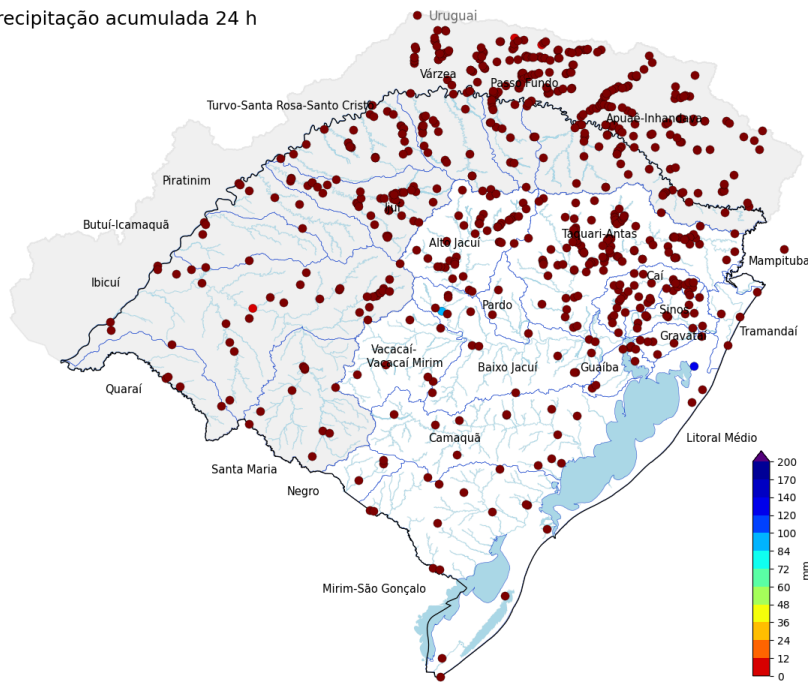 recipitação acumulada 24 h
Uruguai
Várzea
Passo Fundo
Turvo-Santa Rosa-Santo Cristo
Apuaê-Inhandava
Piratinim
Ijuí
Butuí-Icamaquã
Alto Jacuí
Taquari-Antas
Mampituba
Ibicuí
Caí
Pardo
Sinos
Tramandaí
Gravataí
Vacacaí-
Vacacaí Mirim
Baixo Jacuí
Guaíba
Quaraí
Camaquã
Litoral Médio
Santa Maria
Negro
Mirim-São Gonçalo
200
170
140
120
100
84
72
60
48
36
24
12
0
mm